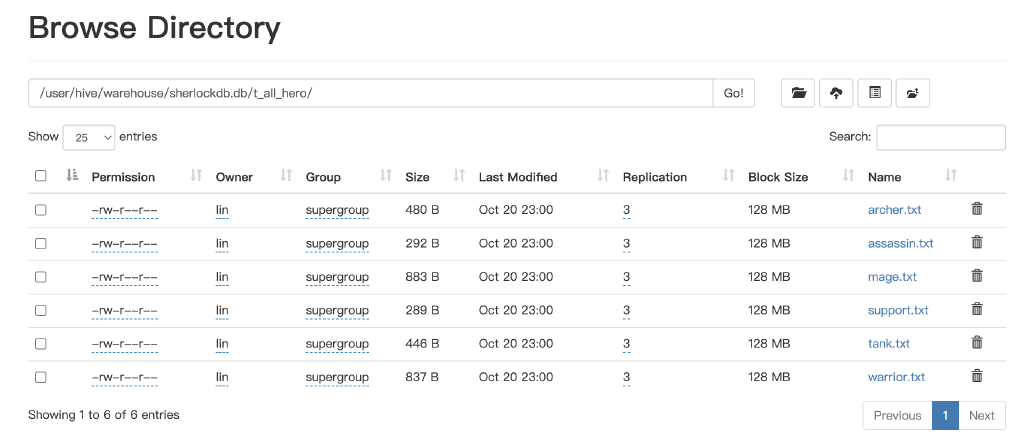 Browse Directory
/user/hive/warehouse/sherlockdb.db/t_all_hero/ Go!
Show 25 entries Search:
Permission Owner Group Size Last Modified Replication Block Size Name
-rw-r--r-- lin supergroup 480 B Oct 20 23:00 3 128 MB archer.txt
-rw-r--r-- lin supergroup 292 B Oct 20 23:00 3 128 MB assassin.txt
-rw-r--r-- lin supergroup 883 B Oct 20 23:00 3 128 MB mage.txt
-rw-r--r-- lin supergroup 289 B Oct 20 23:00 3 128 MB support.txt
-rw-r--r-- lin supergroup 446 B Oct 20 23:00 3 128 MB tank.txt
-rw-r--r-- lin supergroup 837 B Oct 20 23:00 3 128 MB warrior.txt
Showing 1 to 6 of 6 entries Previous 1 Next